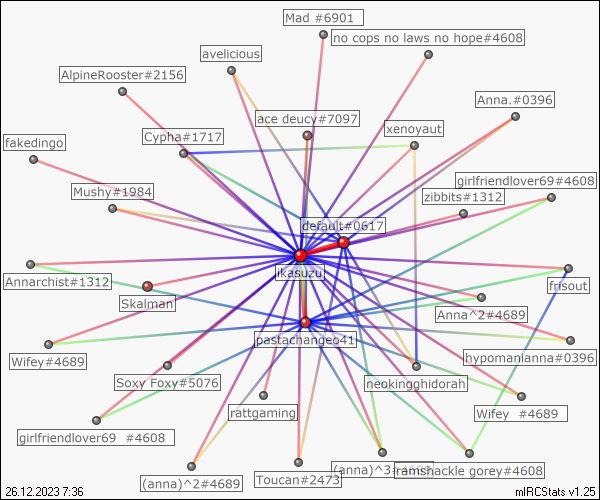 Mad #6901
no cops no laws no hope#4608
avelicious
AlpineRooster#2156
Anna.#0396
ace deucy#7097
xenoyaut
Cypha#1717
fakedingo
girlfriendlover69#4608
Mushy#1984
zibbits#1312
default#0617
ikasuzu
Annarchist#1312
frisout
Skalman
Anna^2#4689
pastachangeo41
Wifey#4689
hypomanianna#0396
Soxy Foxy#5076
neokingghidorah
rattgaming
Wifey #4689
girlfriendlover69 #4608
(anna)^3
ramshackle gorey#4608
Toucan#2473
(anna)^2#4689
26.12.2023 7:36
mIRCStats v1.25